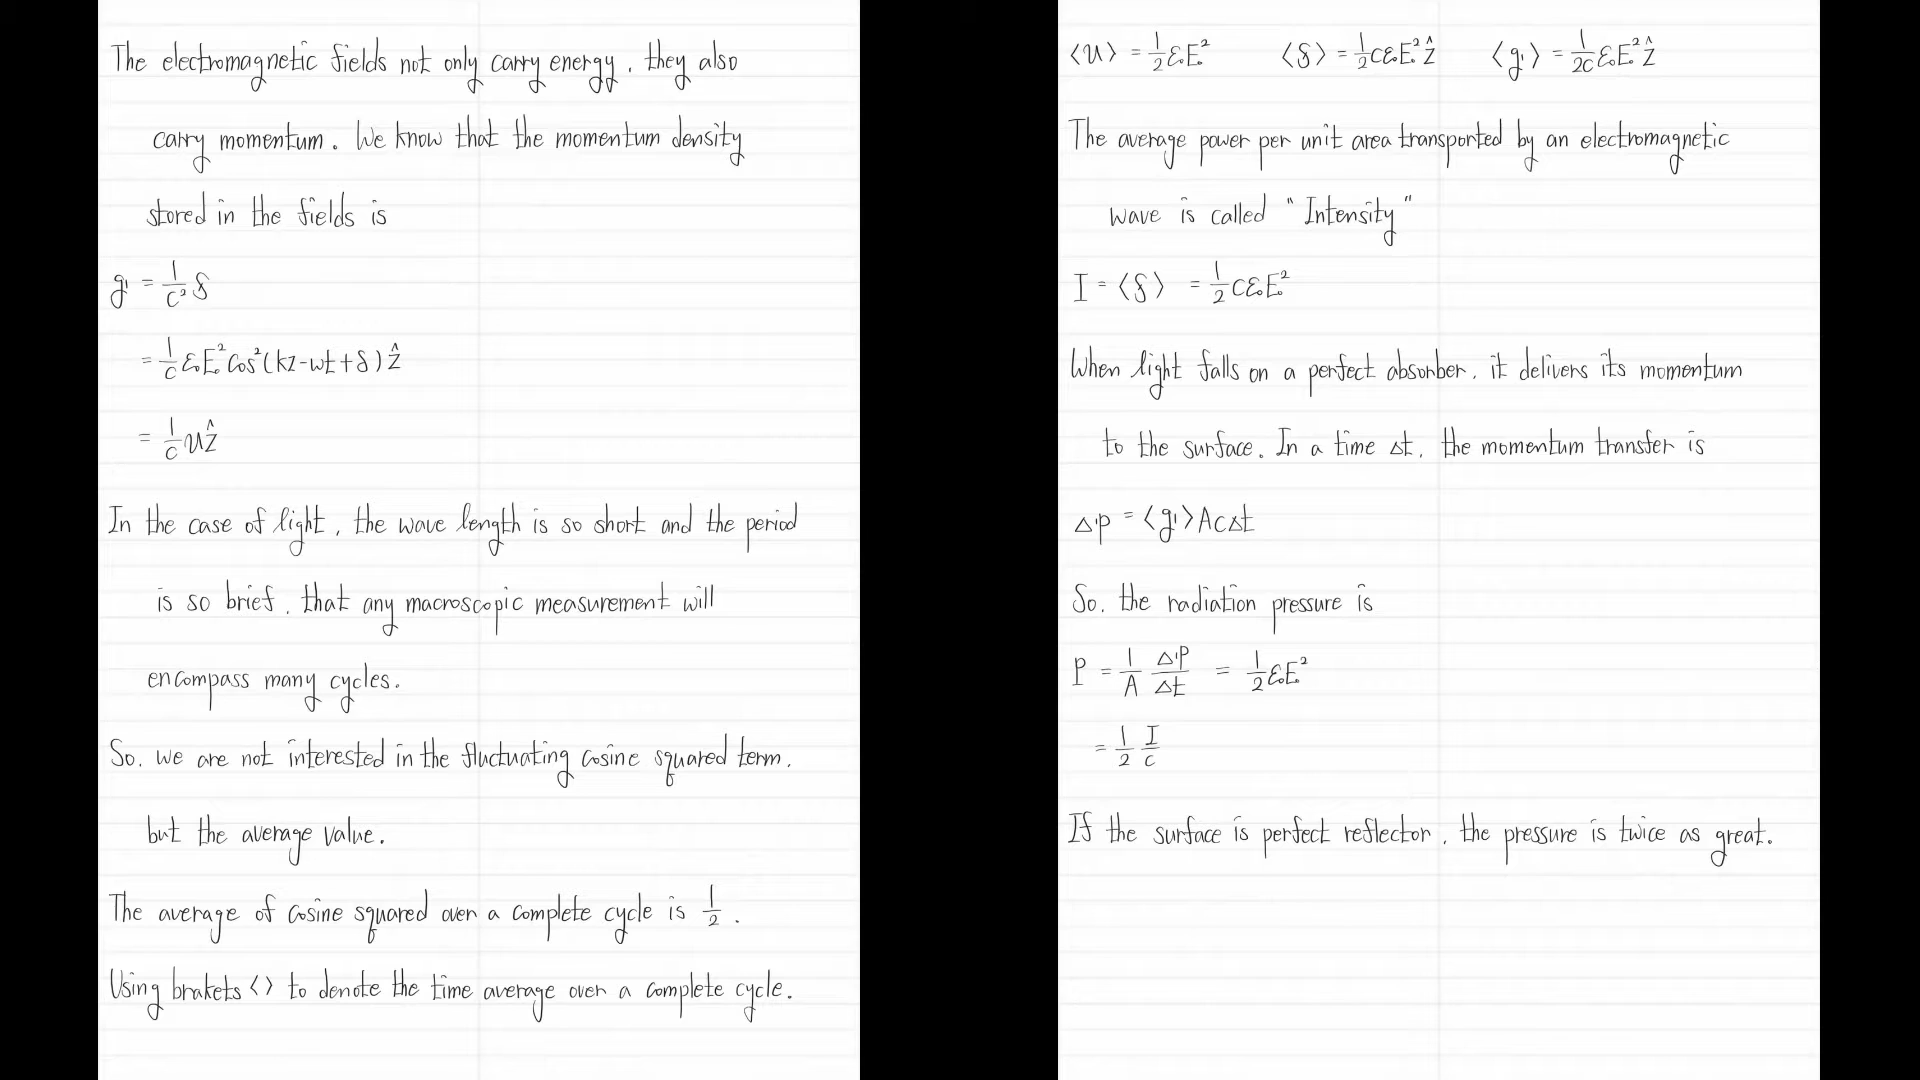 The electromagnetic fields not only carry energy, they also
carry momentum. We know that the momentum density
stored in the fields is
𝕘 = 1/c² 𝕊
= 1/c ε₀E₀² cos²(kz-ωt+δ) ẑ
= 1/c u ẑ
In the case of light, the wave length is so short and the period
is so brief, that any macroscopic measurement will
encompass many cycles.
So, we are not interested in the fluctuating cosine squared term,
but the average value.
The average of cosine squared over a complete cycle is 1/2.
Using brakets ⟨⟩ to denote the time average over a complete cycle.
⟨u⟩ = 1/2 ε₀E₀² ⟨𝕊⟩ = 1/2 cε₀E₀² ẑ ⟨𝕘⟩ = 1/2c ε₀E₀² ẑ
The average power per unit area transported by an electromagnetic
wave is called "Intensity"
I = ⟨𝕊⟩ = 1/2 cε₀E₀²
When light falls on a perfect absorber, it delivers its momentum
to the surface. In a time Δt, the momentum transfer is
Δ𝕡 = ⟨𝕘⟩AcΔt
So, the radiation pressure is
P = 1/A Δ𝕡/Δt = 1/2 ε₀E₀²
= 1/2 I/c
If the surface is perfect reflector, the pressure is twice as great.